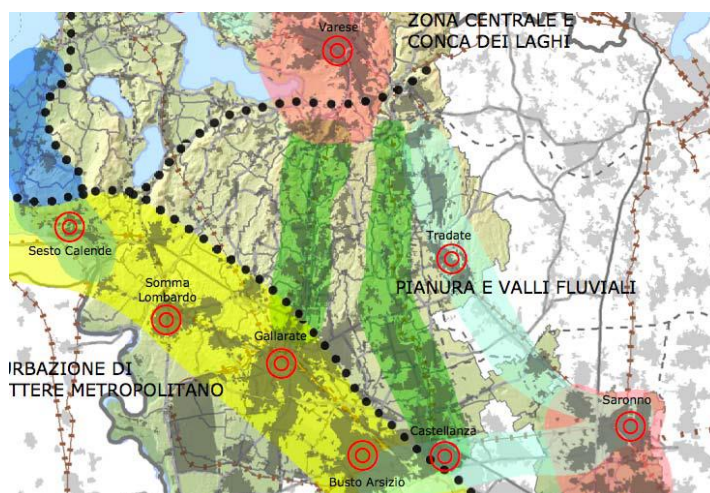 ZONA CENTRALE E
CONCA DEI LAGHI
Varese
Sesto Calende
Tradate
Somma
Lombardo
PIANURA E VALLI FLUVIALI
Gallarate
URBAZIONE DI
TTERE METROPOLITANO
Saronno
Castellanza
Busto Arsizio